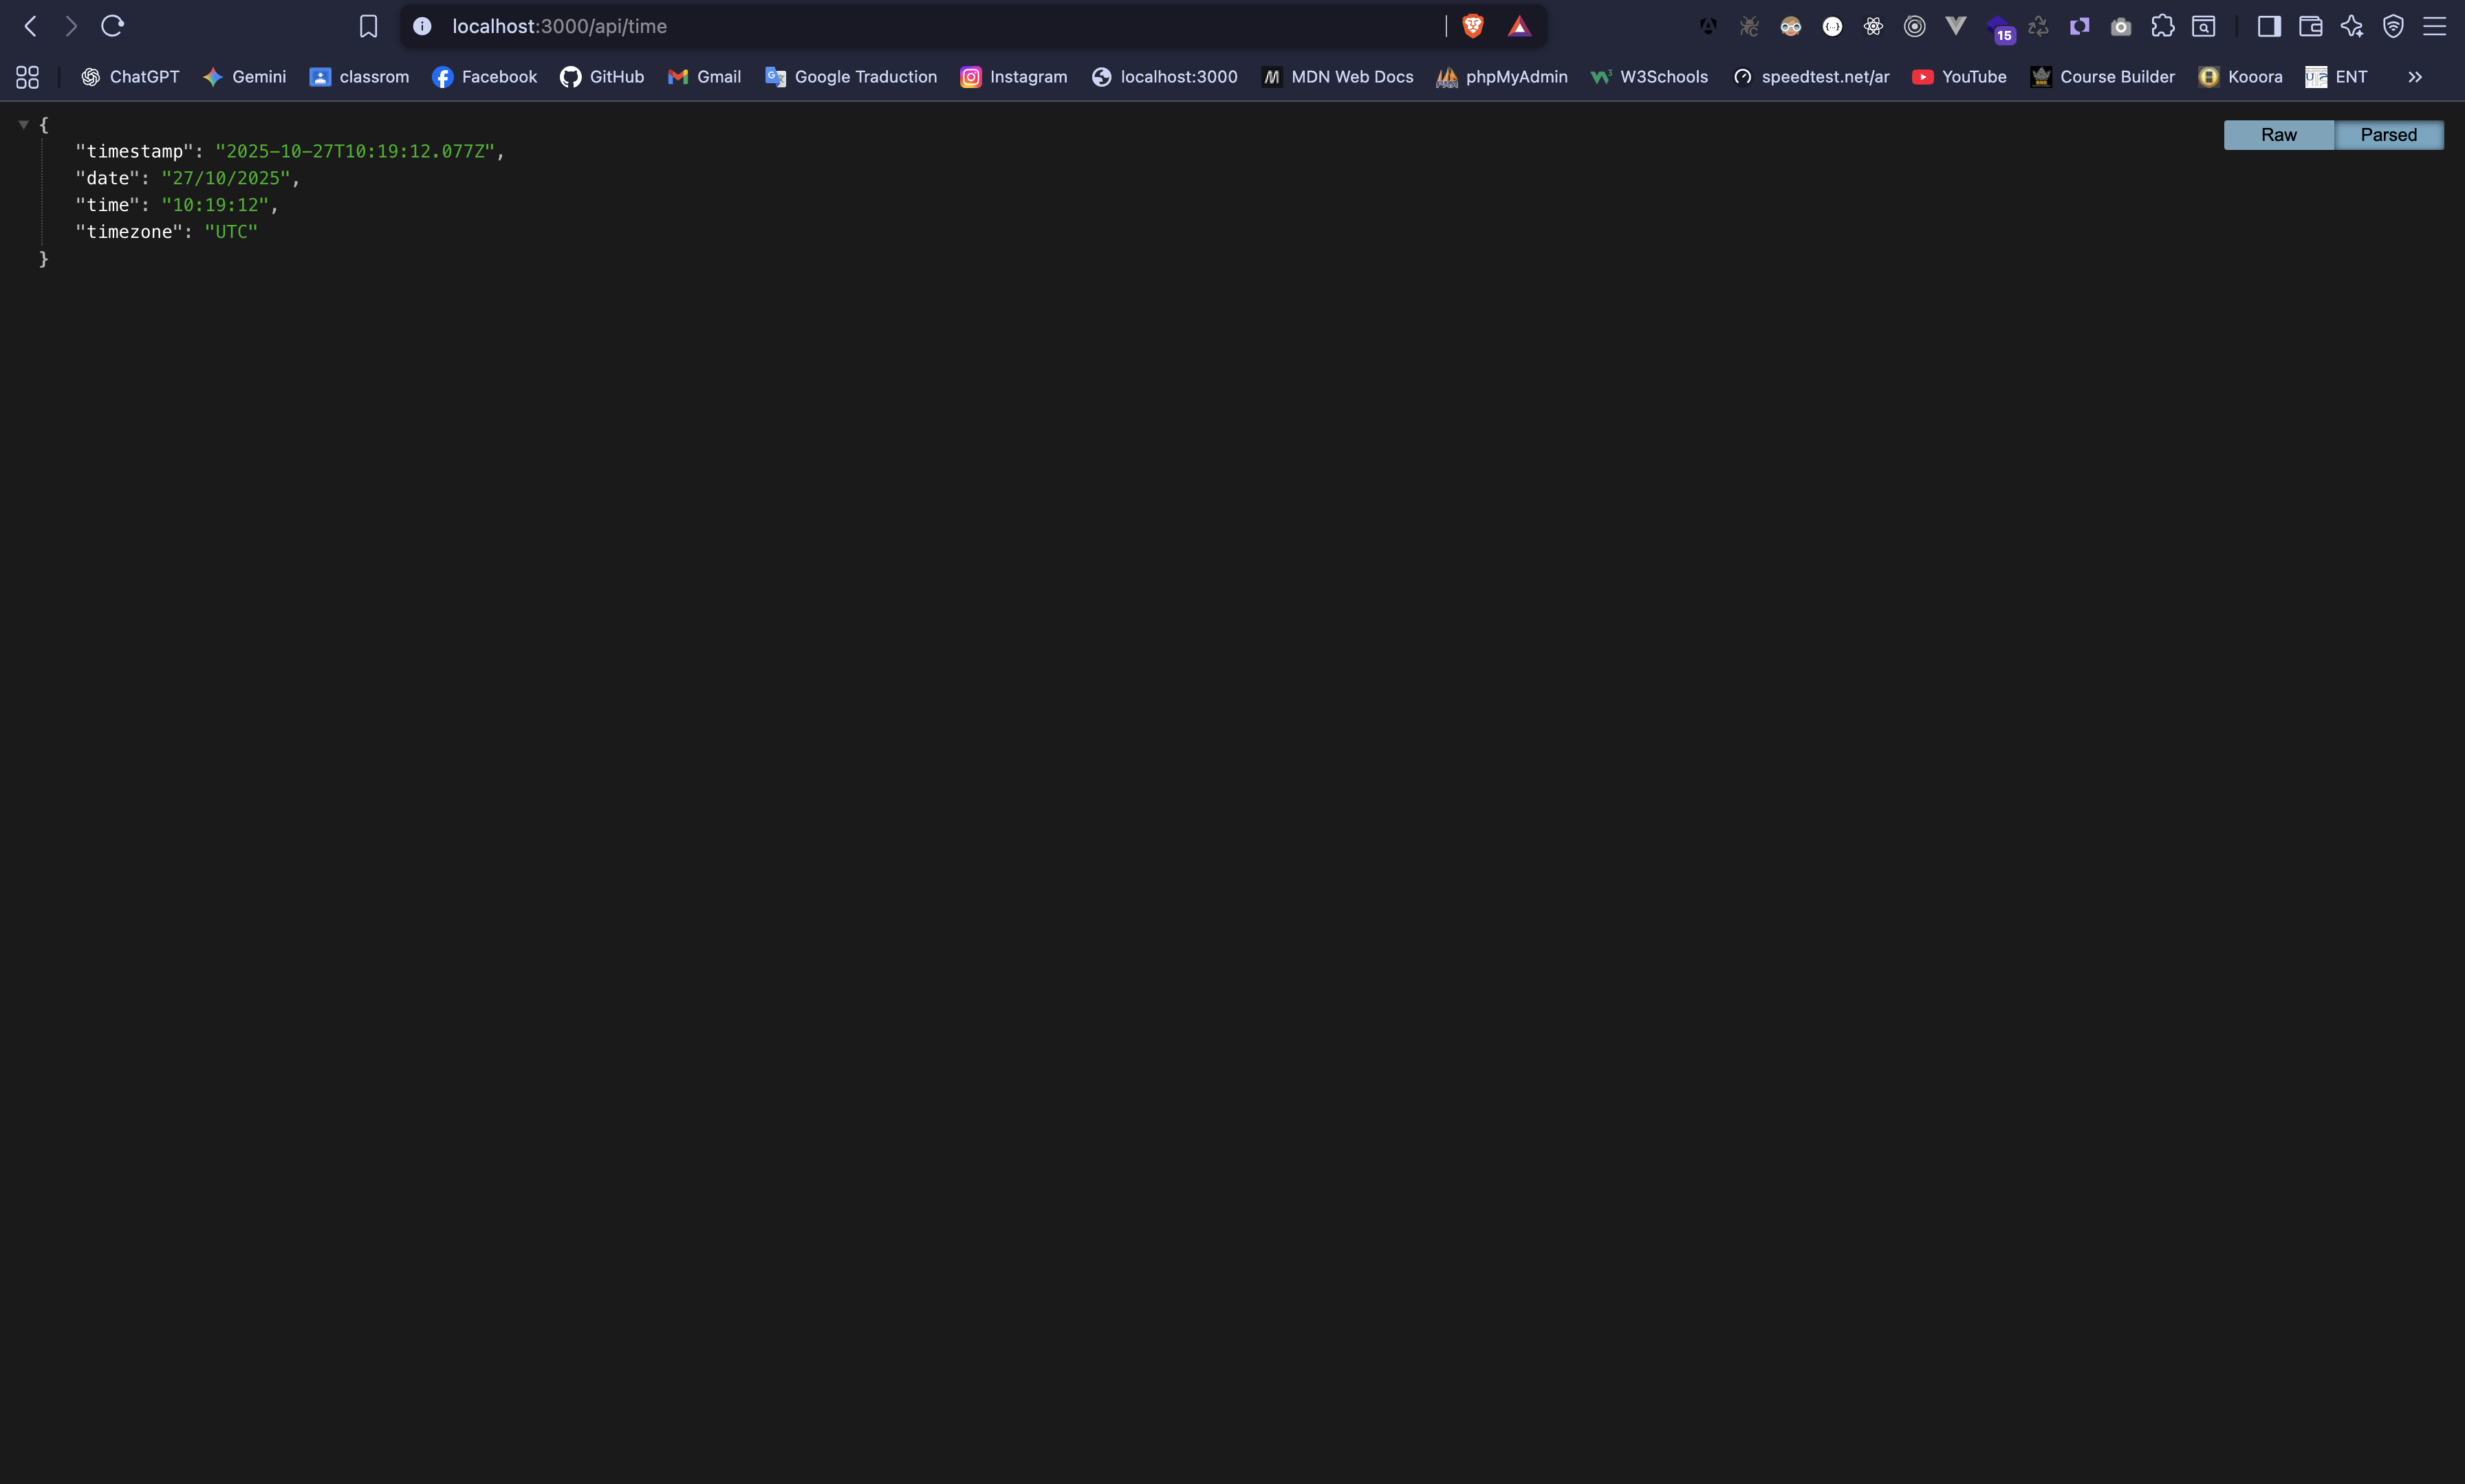 localhost:3000/api/time
15
ChatGPT
Gemini
classrom
Facebook
GitHub
Gmail
Google Traduction
Instagram
localhost:3000
MDN Web Docs
phpMyAdmin
W3Schools
speedtest.net/ar
YouTube
Course Builder
Kooora
ENT
Raw
Parsed
{
"timestamp": "2025-10-27T10:19:12.077Z",
"date": "27/10/2025",
"time": "10:19:12",
"timezone": "UTC"
}